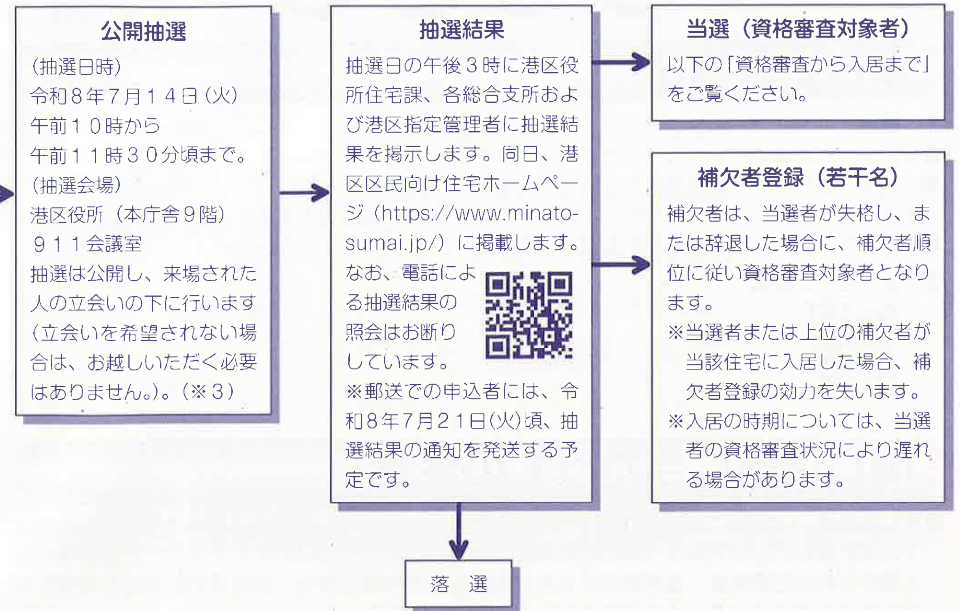 公開抽選
(抽選日時)
令和8年7月14日(火)
午前10時から
午前11時30分頃まで。
(抽選会場)
港区役所(本庁舎9階)
911会議室
抽選は公開し、来場された
人の立会いの下に行います
(立会いを希望されない場
合は、お越しいただく必要
はありません。)。(※3)
抽選結果
抽選日の午後3時に港区役
所住宅課、各総合支所およ
び港区指定管理者に抽選結
果を掲示します。同日、港
区区民向け住宅ホームペー
ジ(https://www.minato-
sumai.jp/)に掲載します。
なお、電話によ
る抽選結果の
照会はお断り
しています。
※郵送での申込者には、令
和8年7月21日(火)頃、抽
選結果の通知を発送する予
定です。
当選(資格審査対象者)
以下の「資格審査から入居まで」
をご覧ください。
補欠者登録(若干名)
補欠者は、当選者が失格し、ま
たは辞退した場合に、補欠者順
位に従い資格審査対象者となり
ます。
※当選者または上位の補欠者が
当該住宅に入居した場合、補
欠者登録の効力を失います。
※入居の時期については、当選
者の資格審査状況により遅れ
る場合があります。
落 選